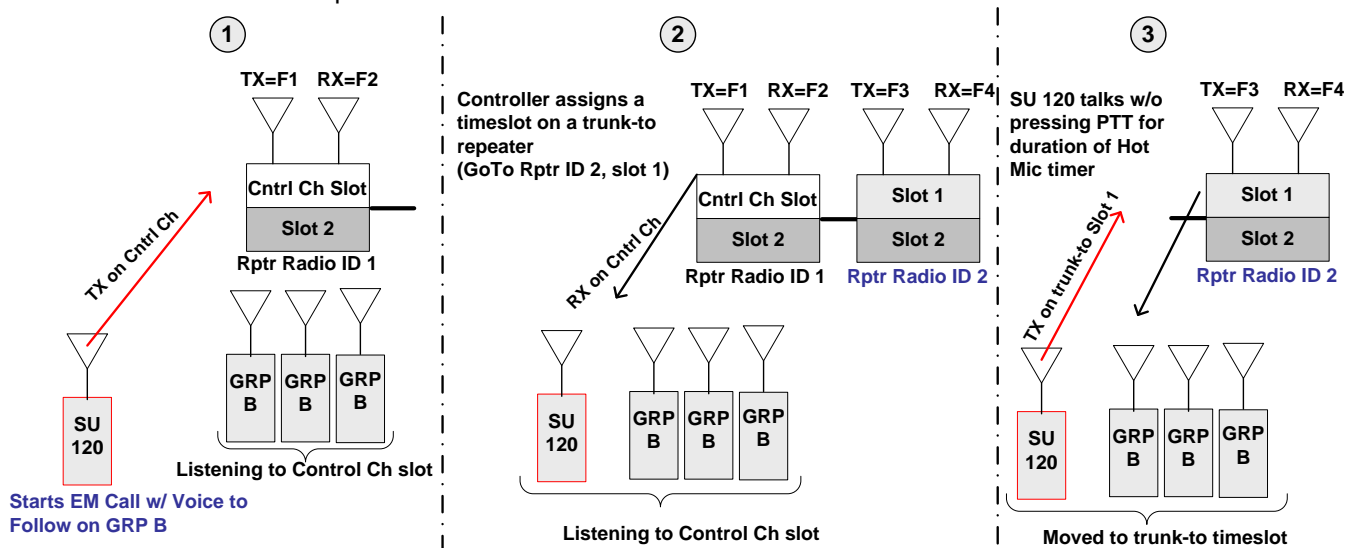 1
TX=F1 RX=F2
Cntrl Ch Slot
Slot 2
Rptr Radio ID 1
TX on Cntrl Ch
SU
120
GRP
B
GRP
B
GRP
B
Listening to Control Ch slot
Starts EM Call w/ Voice to
Follow on GRP B
2
Controller assigns a
timeslot on a trunk-to
repeater
(GoTo Rptr ID 2, slot 1)
TX=F1 RX=F2 TX=F3 RX=F4
Cntrl Ch Slot
Slot 2
Rptr Radio ID 1
Slot 1
Slot 2
Rptr Radio ID 2
RX on Cntrl Ch
SU
120
GRP
B
GRP
B
GRP
B
Listening to Control Ch slot
3
SU 120 talks w/o
pressing PTT for
duration of Hot
Mic timer
TX=F3 RX=F4
Slot 1
Slot 2
Rptr Radio ID 2
TX on trunk-to Slot 1
SU
120
GRP
B
GRP
B
GRP
B
Moved to trunk-to timeslot